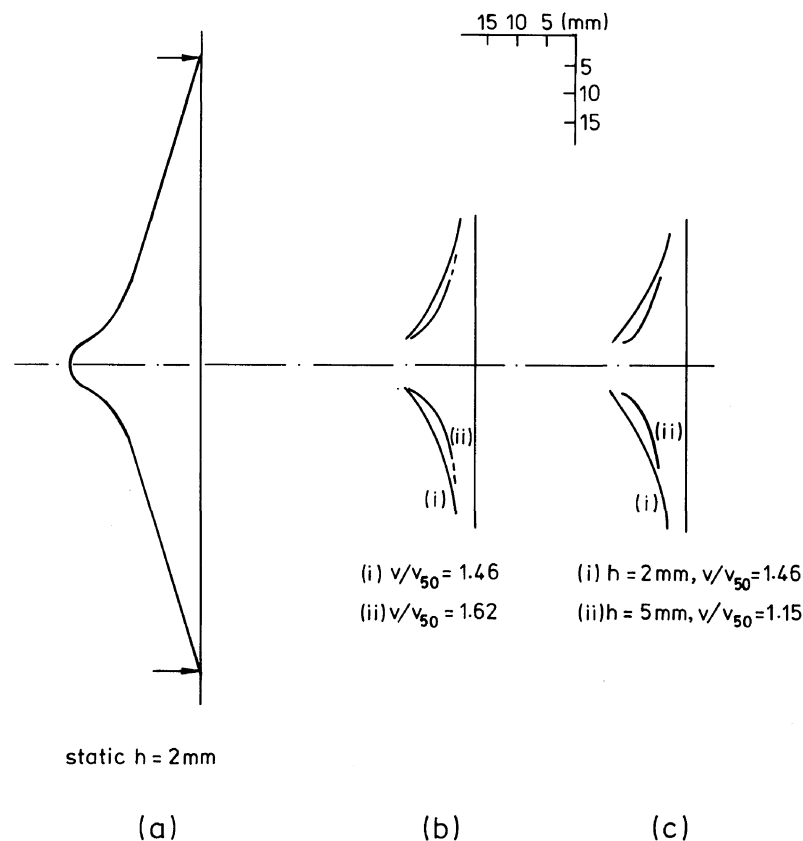 15 10 5 (mm)
5
10
15
(ii)
(i)
(ii)
(i)
(i) v/v₅₀ = 1.46
(ii) v/v₅₀ = 1.62
(i) h = 2mm, v/v₅₀ = 1.46
(ii) h = 5mm, v/v₅₀ = 1.15
static h = 2mm
(a) (b) (c)